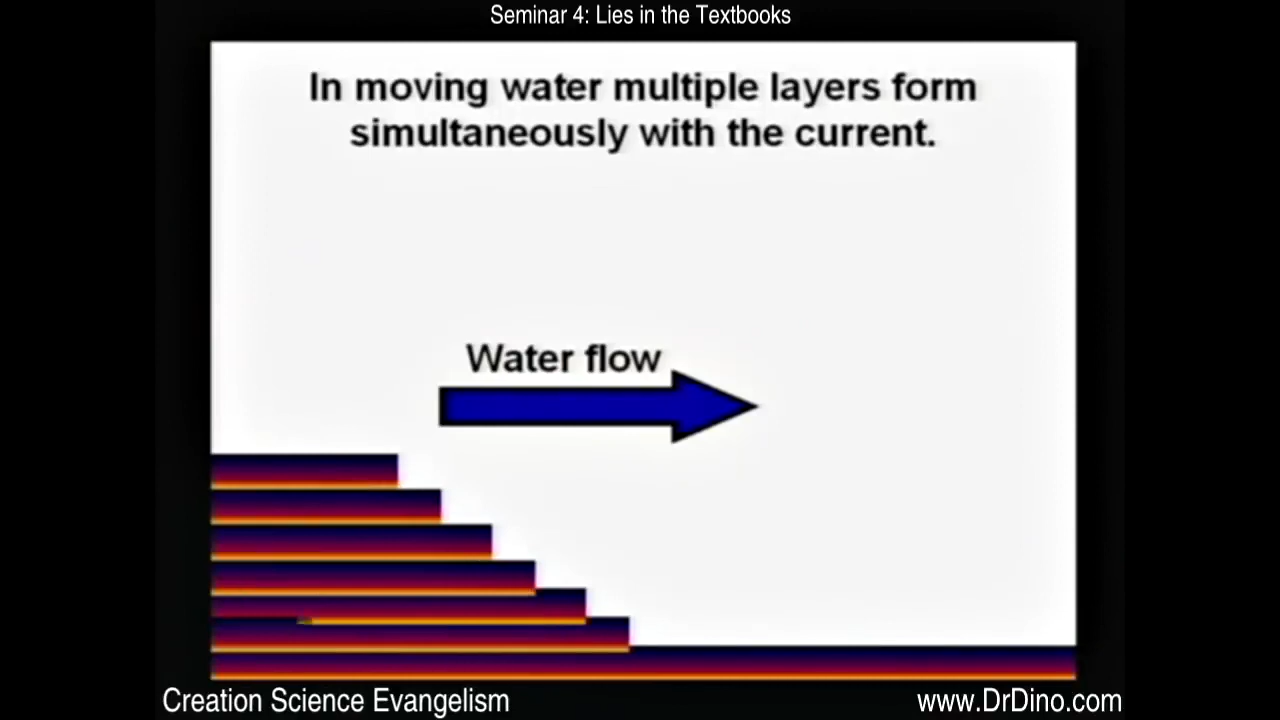 Seminar 4: Lies in the Textbooks
In moving water multiple layers form
simultaneously with the current.
Water flow
Creation Science Evangelism
www.DrDino.com